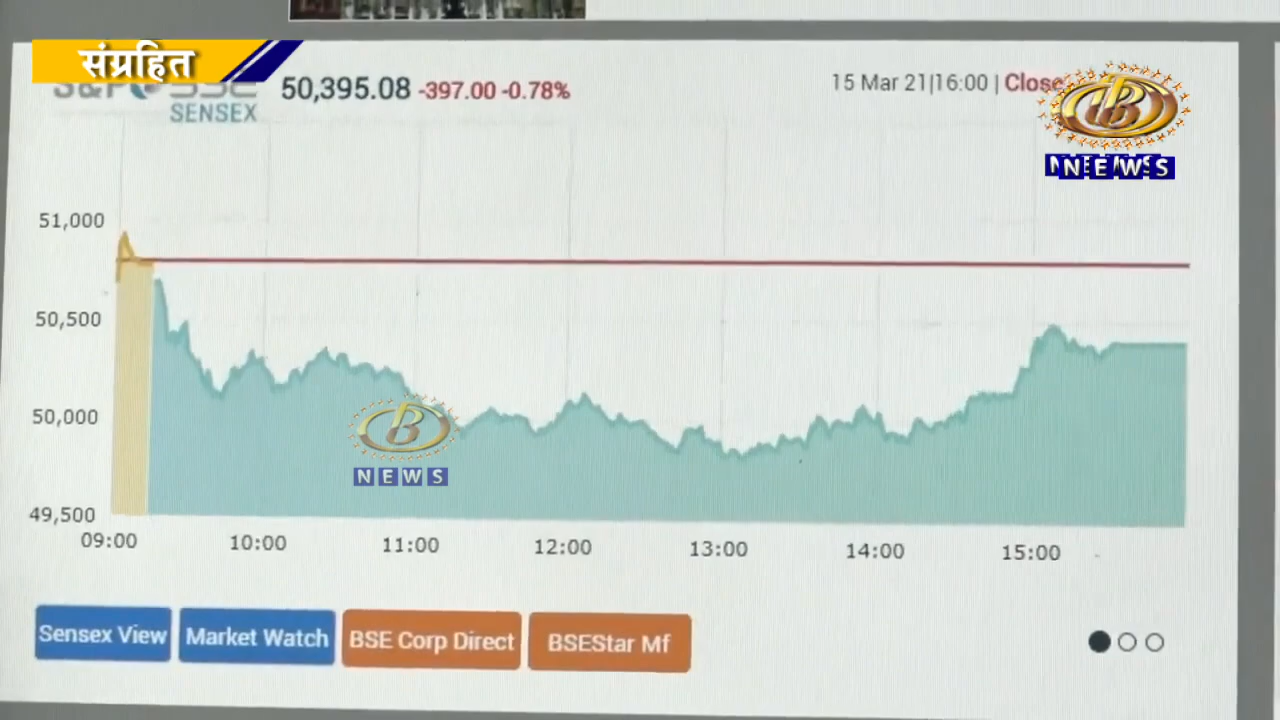 संग्रहित
SENSEX
50,395.08 -397.00 -0.78%
15 Mar 21|16:00 | Close
NEWS
51,000
50,500
50,000
49,500
NEWS
09:00 10:00 11:00 12:00 13:00 14:00 15:00
Sensex View Market Watch BSE Corp Direct BSEStar Mf